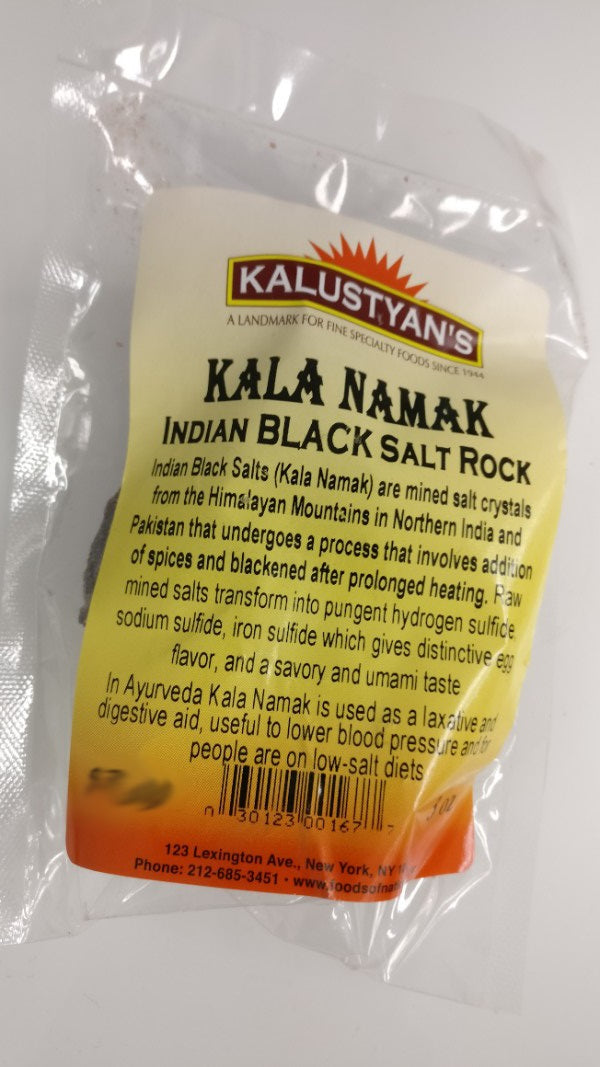 KALUSTYAN'S
A LANDMARK FOR FINE SPECIALTY FOODS SINCE 1944
KALA NAMAK
INDIAN BLACK SALT ROCK
Indian Black Salts (Kala Namak) are mined salt crystals
from the Himalayan Mountains in Northern India and
Pakistan that undergoes a process that involves addition
of spices and blackened after prolonged heating. Raw
mined salts transform into pungent hydrogen sulfide,
sodium sulfide, iron sulfide which gives distinctive egg
flavor, and a savory and umami taste
In Ayurveda Kala Namak is used as a laxative and
digestive aid, useful to lower blood pressure and for
people are on low-salt diets
oz
0 30123 00167 7
123 Lexington Ave., New York, NY
Phone: 212-685-3451 •